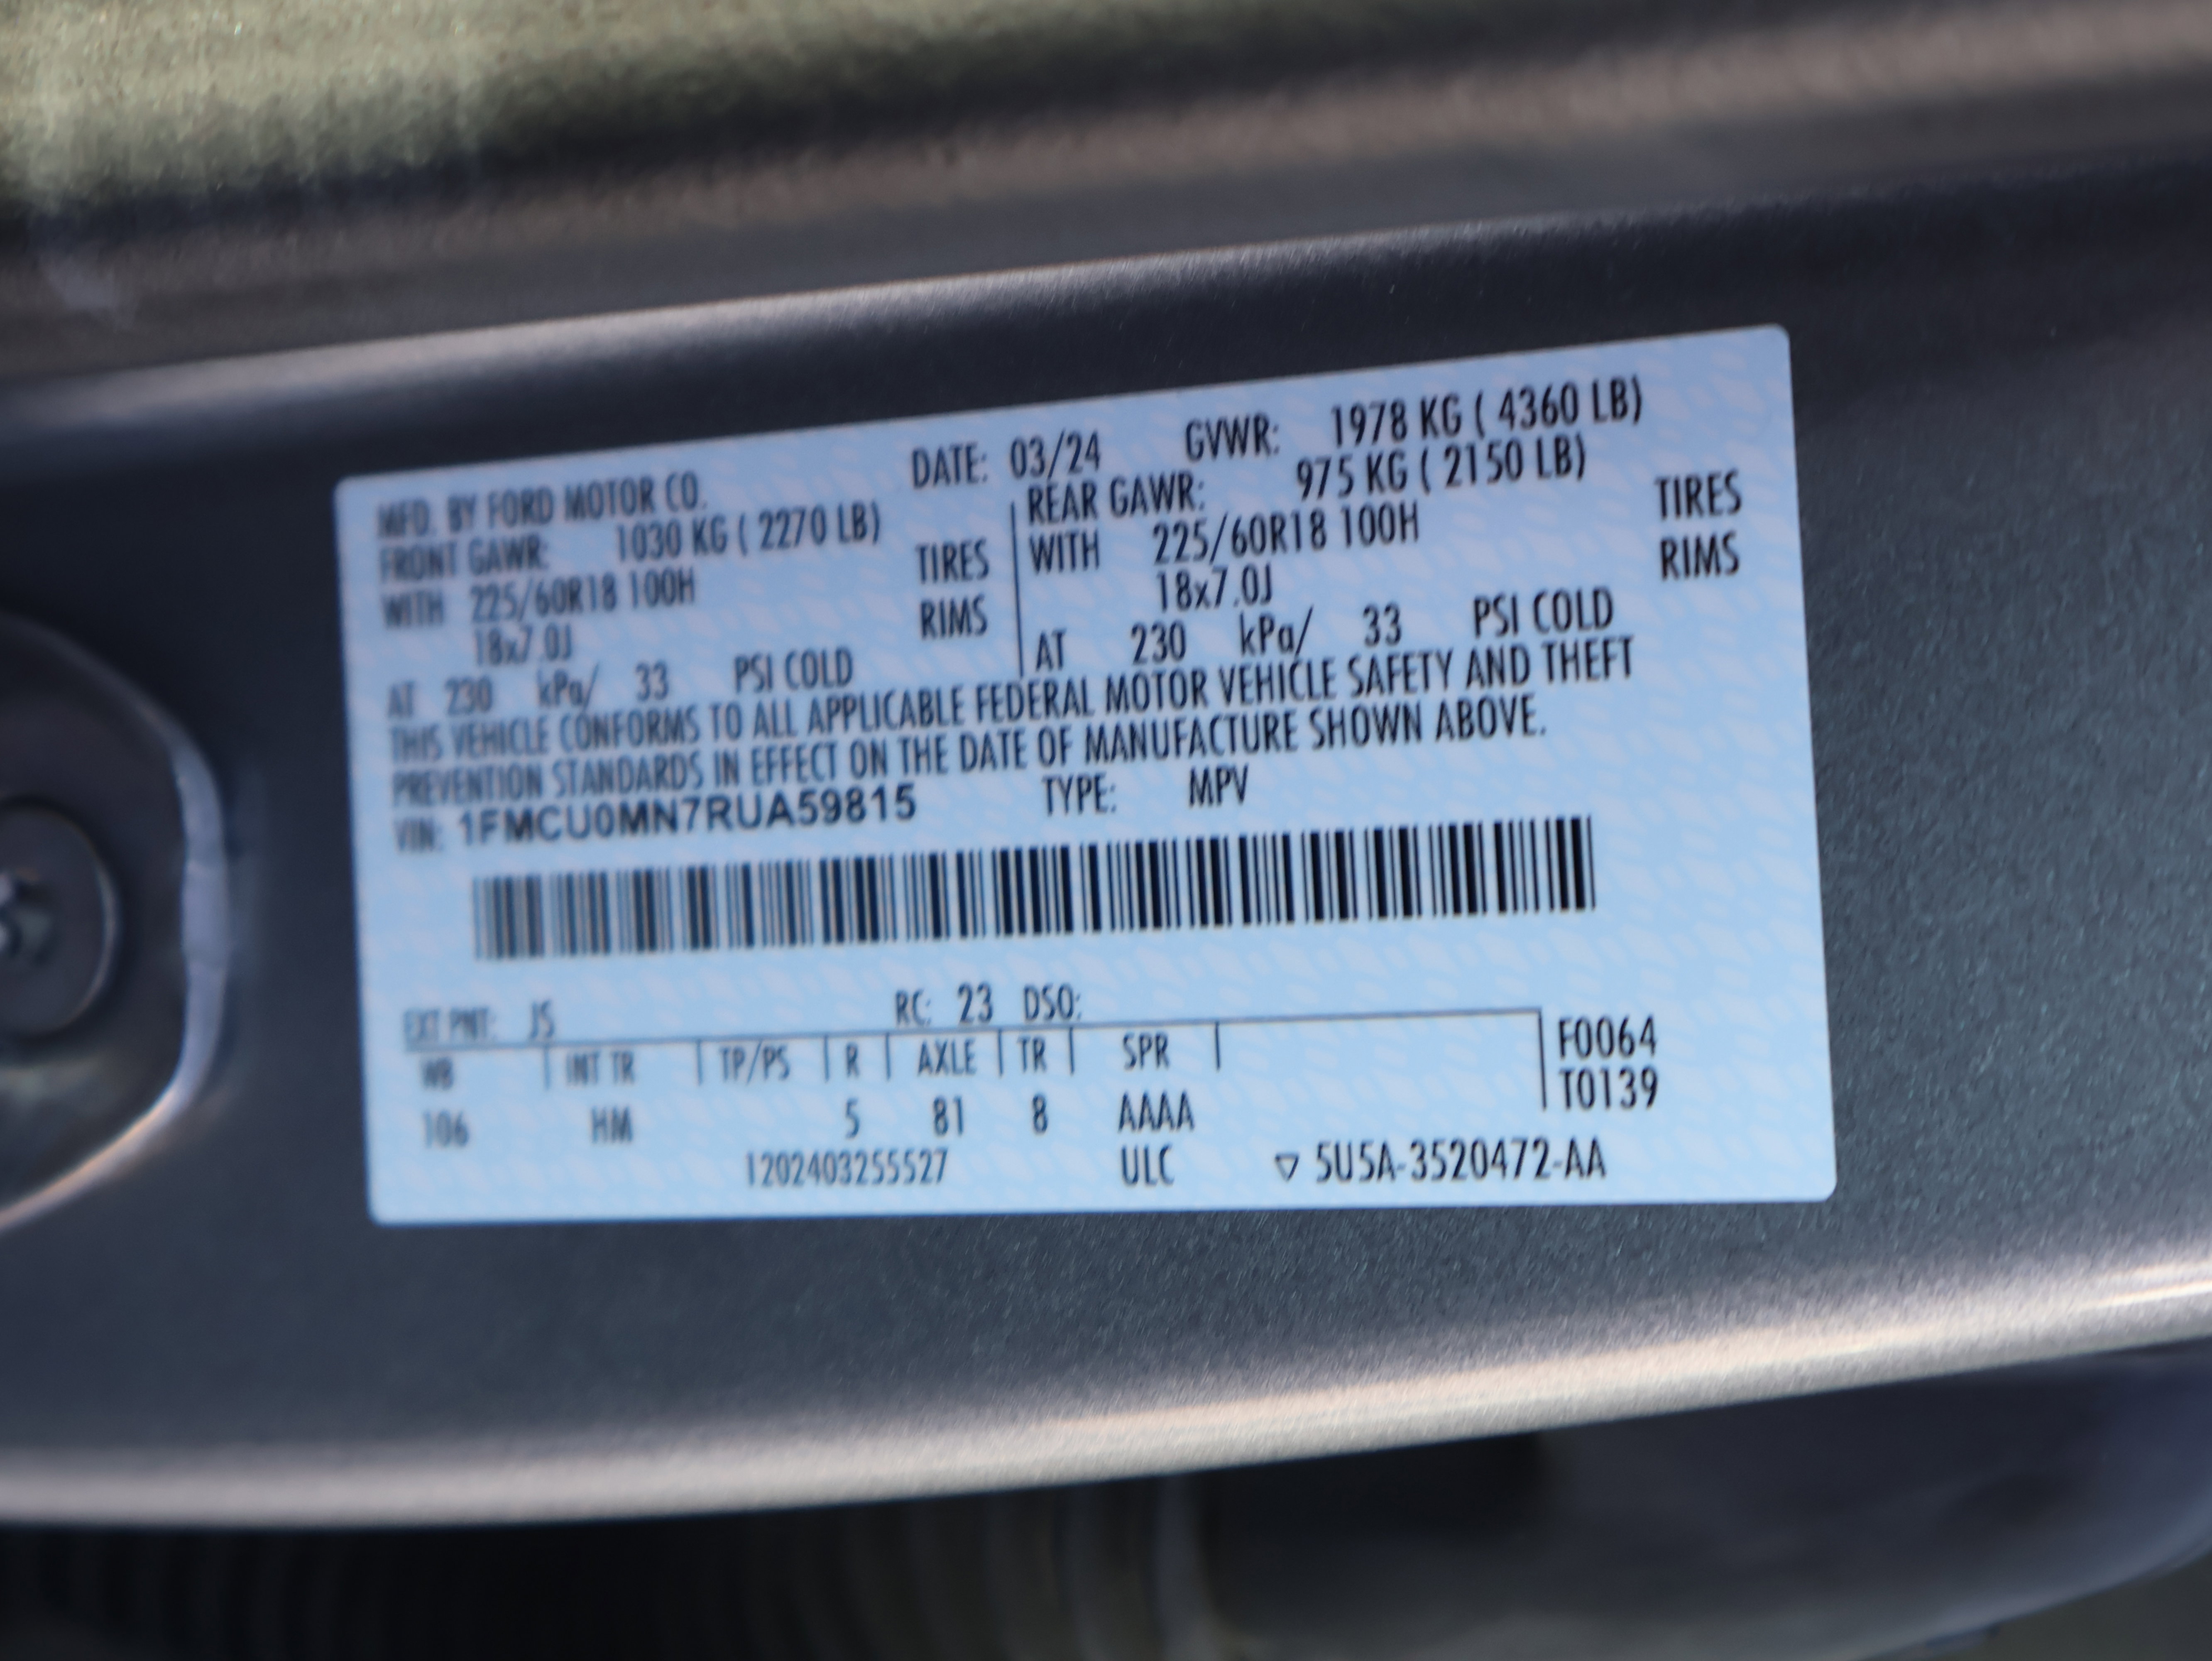 MFD. BY FORD MOTOR CO. DATE: 03/24 GVWR: 1978 KG ( 4360 LB)
FRONT GAWR: 1030 KG ( 2270 LB) REAR GAWR: 975 KG ( 2150 LB)
WITH 225/60R18 100H TIRES WITH 225/60R18 100H TIRES
18x7.0J RIMS 18x7.0J RIMS
AT 230 kPa/ 33 PSI COLD AT 230 kPa/ 33 PSI COLD
THIS VEHICLE CONFORMS TO ALL APPLICABLE FEDERAL MOTOR VEHICLE SAFETY AND THEFT
PREVENTION STANDARDS IN EFFECT ON THE DATE OF MANUFACTURE SHOWN ABOVE.
VIN: 1FMCU0MN7RUA59815 TYPE: MPV
EXT PNT: JS RC: 23 DSO:
WB INT TR TP/PS R AXLE TR SPR F0064
T0139
106 HM 5 81 8 AAAA
1202403255527 ULC ▽ 5U5A-3520472-AA